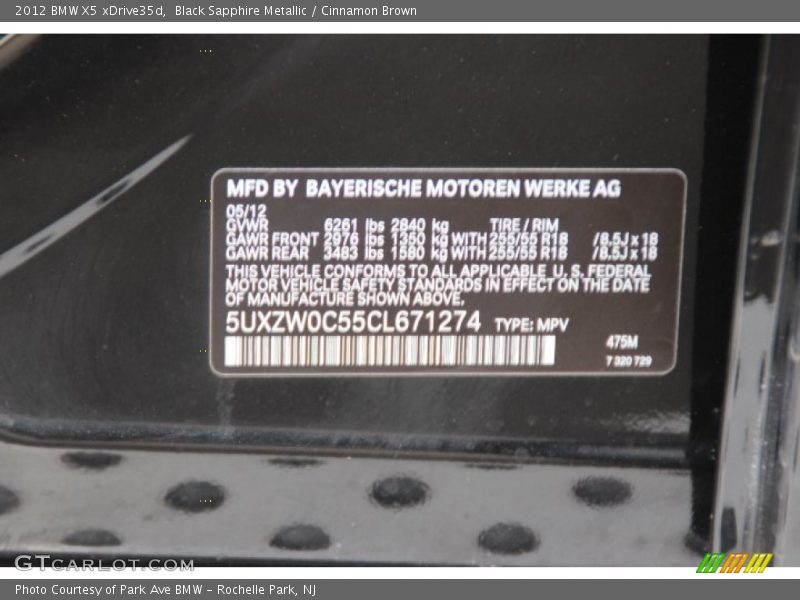 2012 BMW X5 xDrive35d, Black Sapphire Metallic / Cinnamon Brown
MFD BY BAYERISCHE MOTOREN WERKE AG
05/12
GVWR 6261 lbs 2840 kg TIRE / RIM
GAWR FRONT 2976 lbs 1350 kg WITH 255/55 R18 /8.5J x 18
GAWR REAR 3483 lbs 1580 kg WITH 255/55 R18 /8.5J x 18
THIS VEHICLE CONFORMS TO ALL APPLICABLE U.S. FEDERAL
MOTOR VEHICLE SAFETY STANDARDS IN EFFECT ON THE DATE
OF MANUFACTURE SHOWN ABOVE.
5UXZW0C55CL671274 TYPE: MPV
475M
7 320 729
GTCARLOT.COM
Photo Courtesy of Park Ave BMW - Rochelle Park, NJ